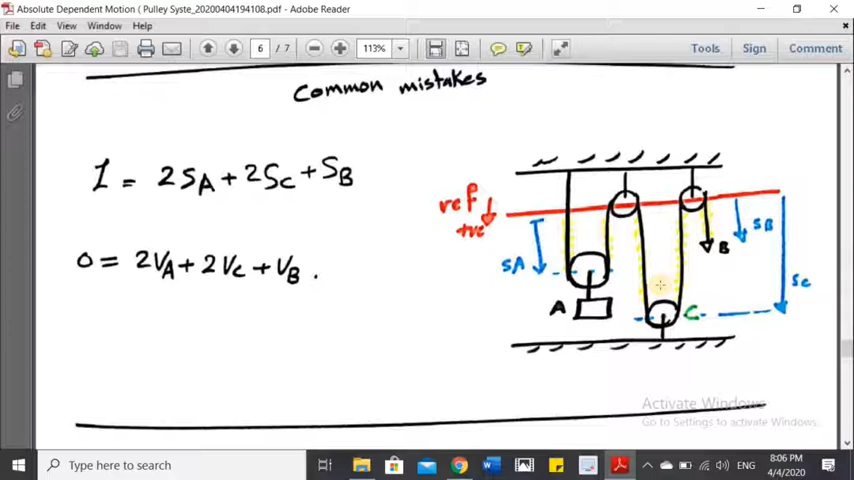 Absolute Dependent Motion ( Pulley Syste_20200404194108.pdf - Adobe Reader
File Edit View Window Help
6 / 7 113% Tools Sign Comment
Common mistakes
l = 2SA + 2Sc + SB
0 = 2VA + 2Vc + VB .
ref
+ve
SA
SB
Sc
B
A
C
Activate Windows
Go to Settings to activate Windows.
Type here to search
ENG
8:06 PM
4/4/2020